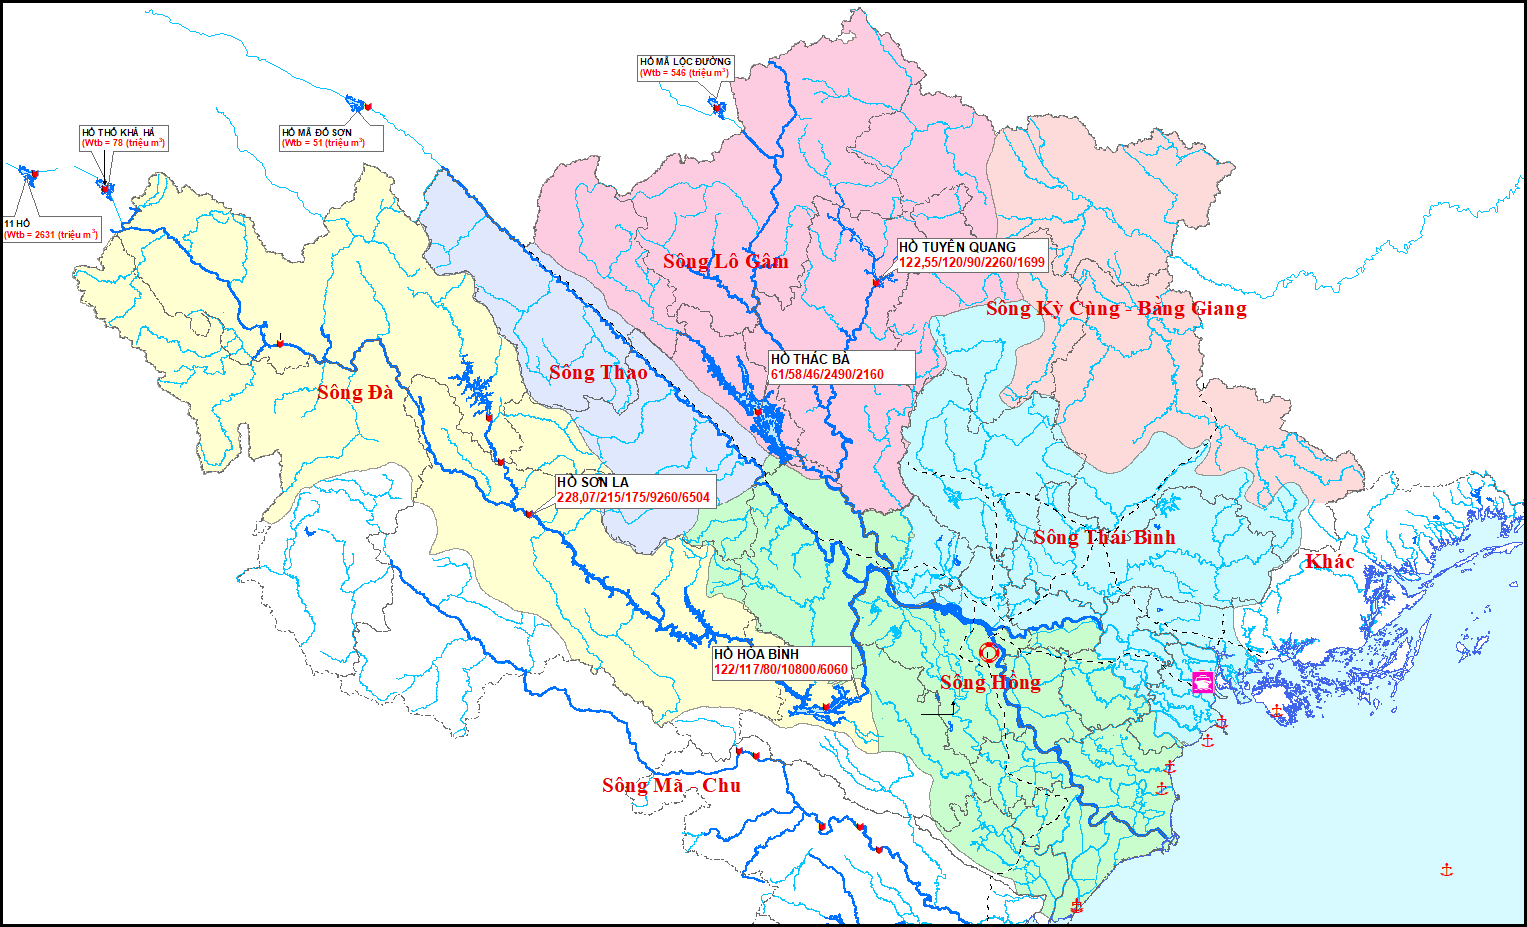 HỒ MÃ LỘC ĐƯỜNG
(Wtb = 546 (triệu m³)
HỒ THỔ KHẢ HÀ
(Wtb = 78 (triệu m³)
HỒ MÃ ĐỔ SƠN
(Wtb = 51 (triệu m³)
11 HỒ
(Wtb = 2631 (triệu m³)
HỒ TUYÊN QUANG
122,55/120/90/2260/1699
Sông Lô Gâm
Sông Kỳ Cùng - Bằng Giang
HỒ THÁC BÀ
61/58/46/2490/2160
Sông Thao
Sông Đà
HỒ SƠN LA
228,07/215/175/9260/6504
Sông Thái Bình
Khác
HỒ HÒA BÌNH
122/117/80/10800/6060
Sông Hồng
Sông Mã Chu